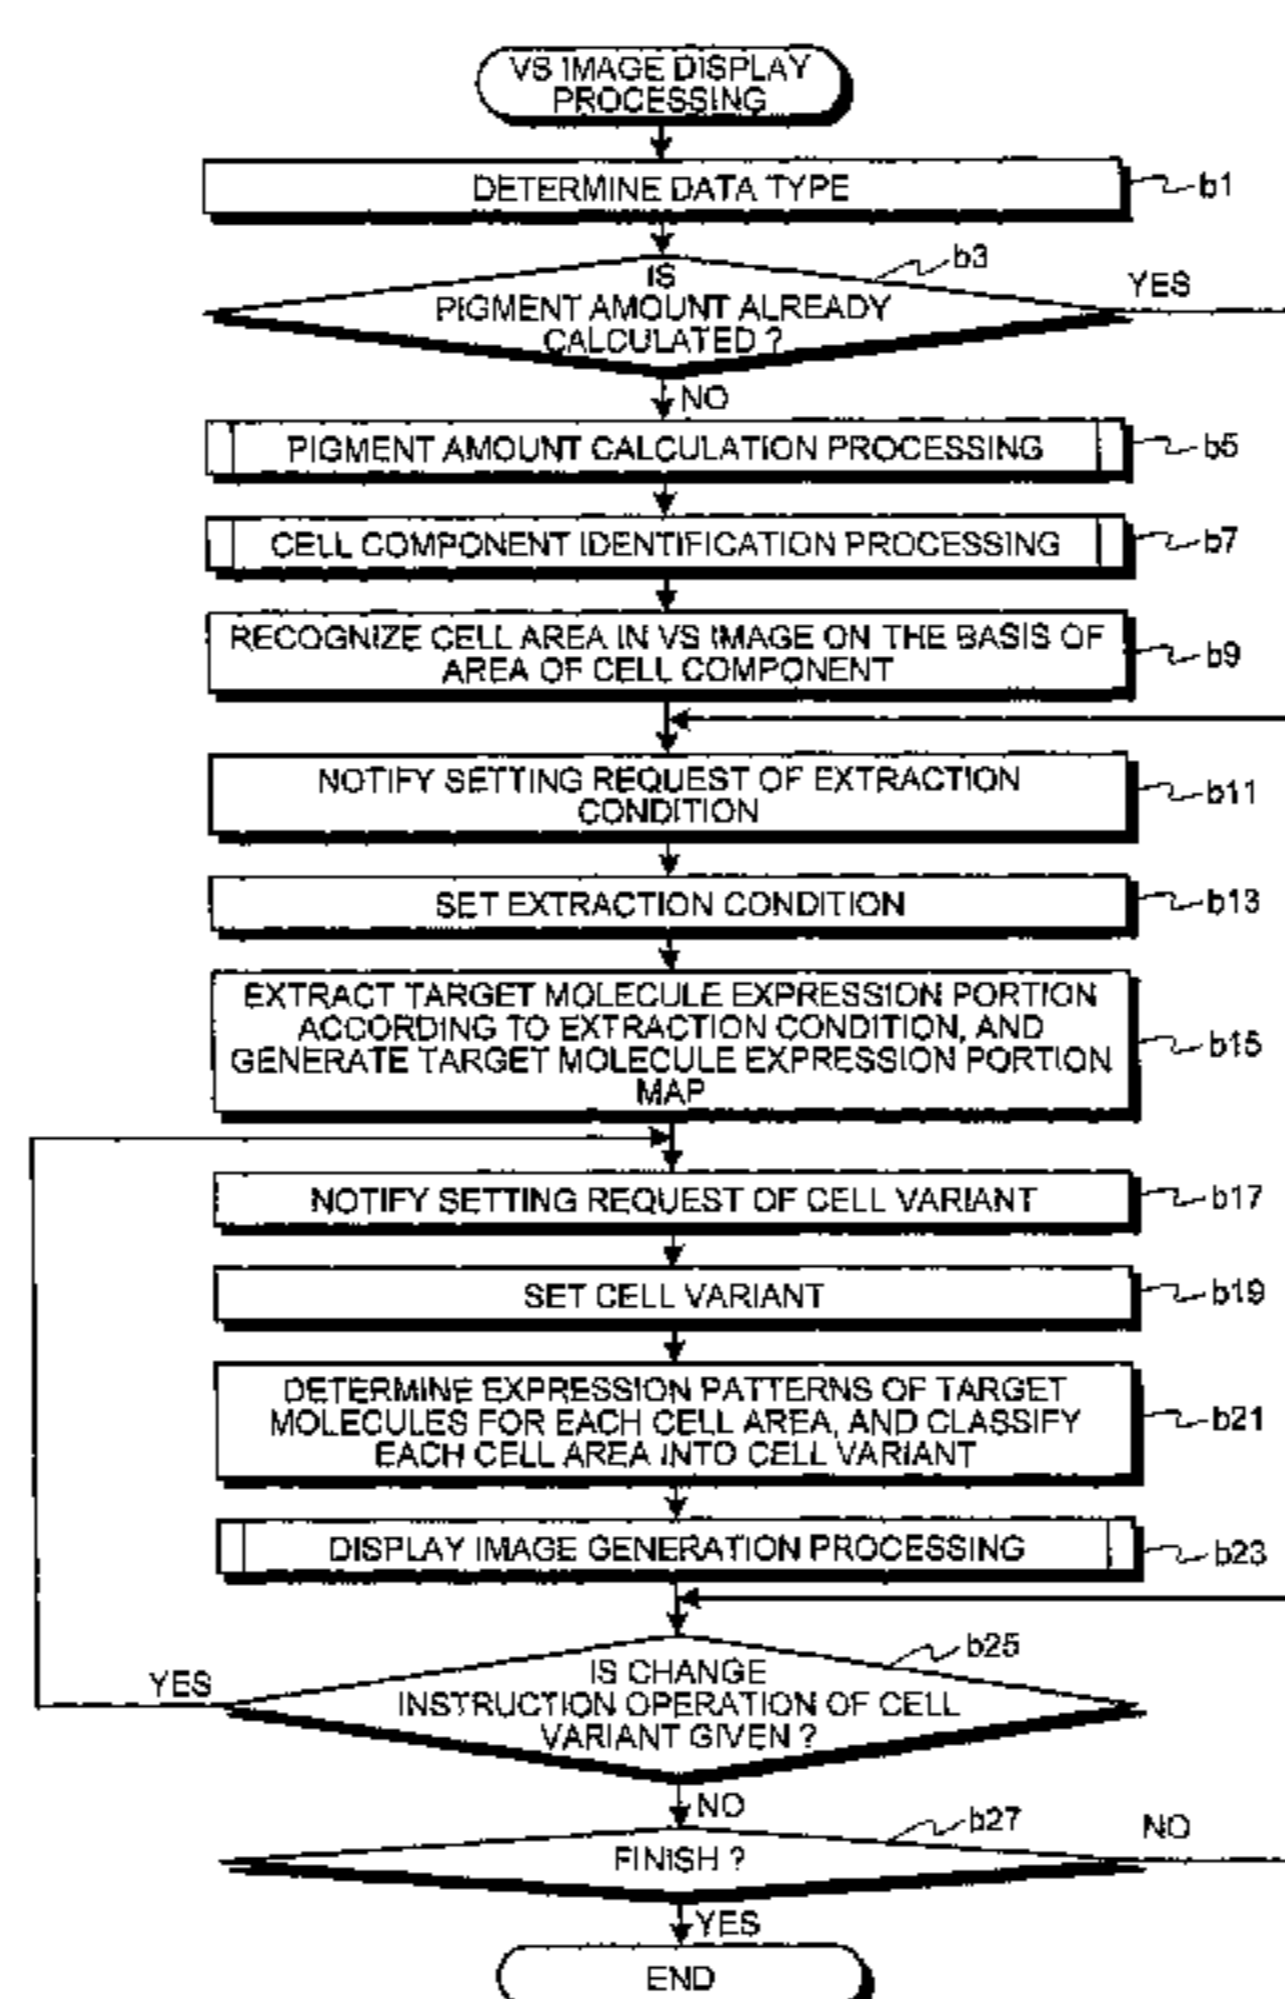 VS IMAGE DISPLAY
PROCESSING
DETERMINE DATA TYPE
b1
b3
IS
PIGMENT AMOUNT ALREADY
CALCULATED ?
YES
NO
PIGMENT AMOUNT CALCULATION PROCESSING
b5
CELL COMPONENT IDENTIFICATION PROCESSING
b7
RECOGNIZE CELL AREA IN VS IMAGE ON THE BASIS OF
AREA OF CELL COMPONENT
b9
NOTIFY SETTING REQUEST OF EXTRACTION
CONDITION
b11
SET EXTRACTION CONDITION
b13
EXTRACT TARGET MOLECULE EXPRESSION PORTION
ACCORDING TO EXTRACTION CONDITION, AND
GENERATE TARGET MOLECULE EXPRESSION PORTION
MAP
b15
NOTIFY SETTING REQUEST OF CELL VARIANT
b17
SET CELL VARIANT
b19
DETERMINE EXPRESSION PATTERNS OF TARGET
MOLECULES FOR EACH CELL AREA, AND CLASSIFY
EACH CELL AREA INTO CELL VARIANT
b21
DISPLAY IMAGE GENERATION PROCESSING
b23
b25
IS CHANGE
INSTRUCTION OPERATION OF CELL
VARIANT GIVEN ?
YES
NO
b27
FINISH ?
NO
YES
END